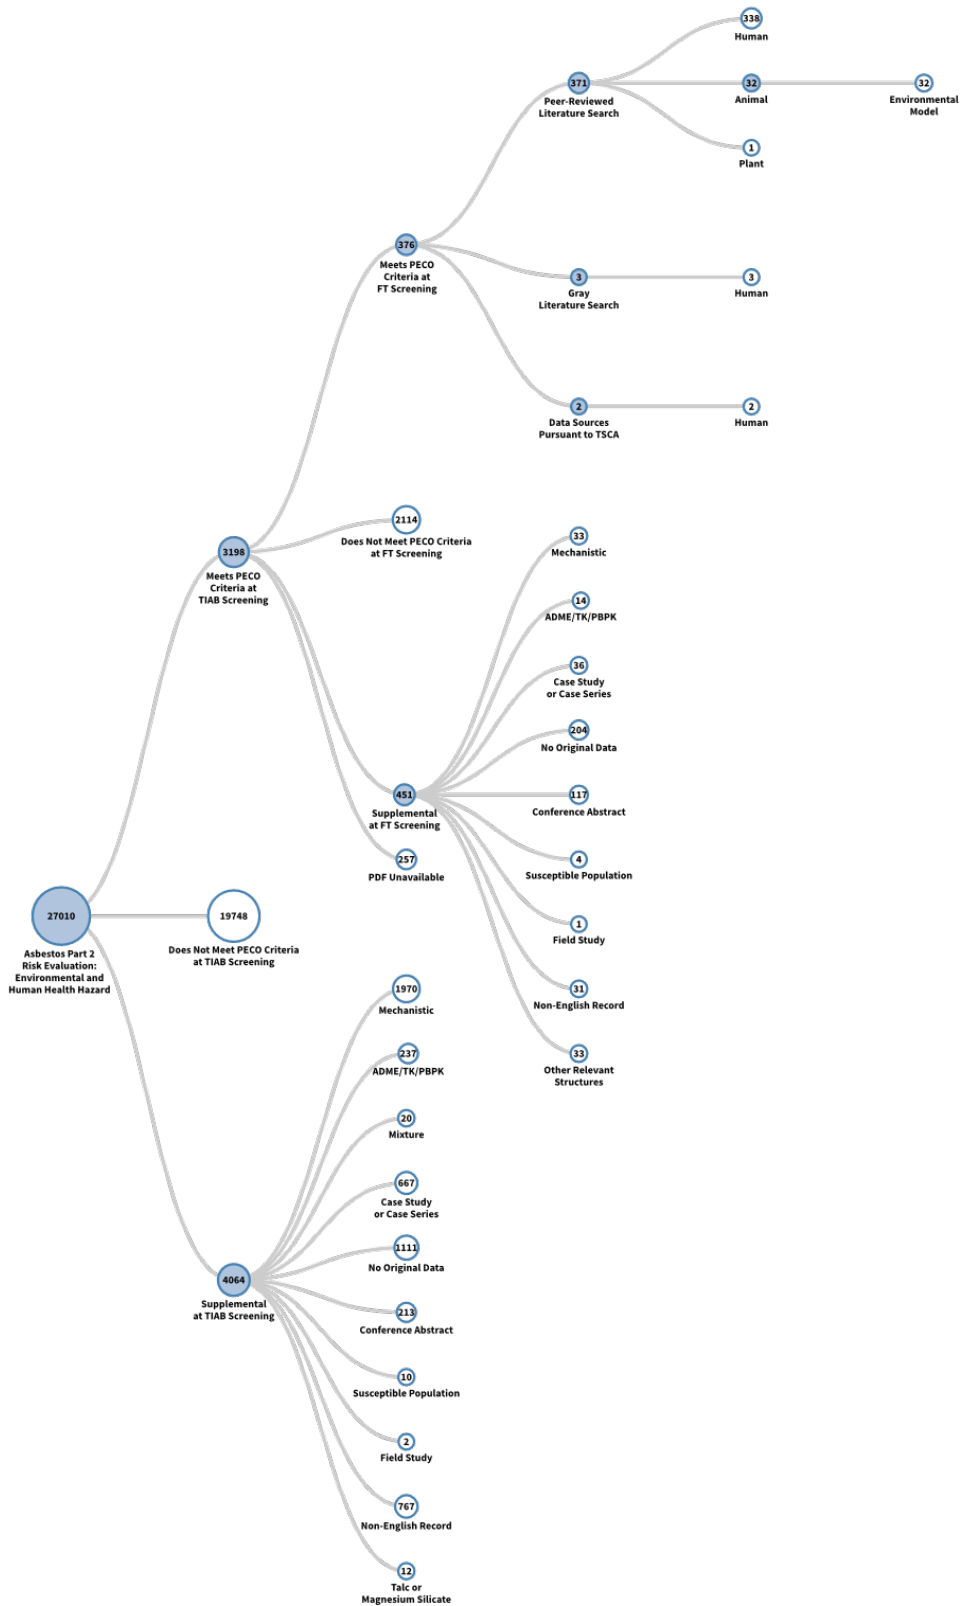 338
Human
371
Peer-Reviewed
Literature Search
32
Animal
32
Environmental
Model
1
Plant
376
Meets PECO
Criteria at
FT Screening
3
Gray
Literature Search
3
Human
2
Data Sources
Pursuant to TSCA
2
Human
3198
Meets PECO
Criteria at
TIAB Screening
2114
Does Not Meet PECO Criteria
at FT Screening
33
Mechanistic
14
ADME/TK/PBPK
36
Case Study
or Case Series
204
No Original Data
451
Supplemental
at FT Screening
117
Conference Abstract
257
PDF Unavailable
4
Susceptible Population
1
Field Study
31
Non-English Record
33
Other Relevant
Structures
27010
Asbestos Part 2
Risk Evaluation:
Environmental and
Human Health Hazard
19748
Does Not Meet PECO Criteria
at TIAB Screening
1970
Mechanistic
237
ADME/TK/PBPK
20
Mixture
667
Case Study
or Case Series
1111
No Original Data
4064
Supplemental
at TIAB Screening
213
Conference Abstract
10
Susceptible Population
2
Field Study
767
Non-English Record
12
Talc or
Magnesium Silicate